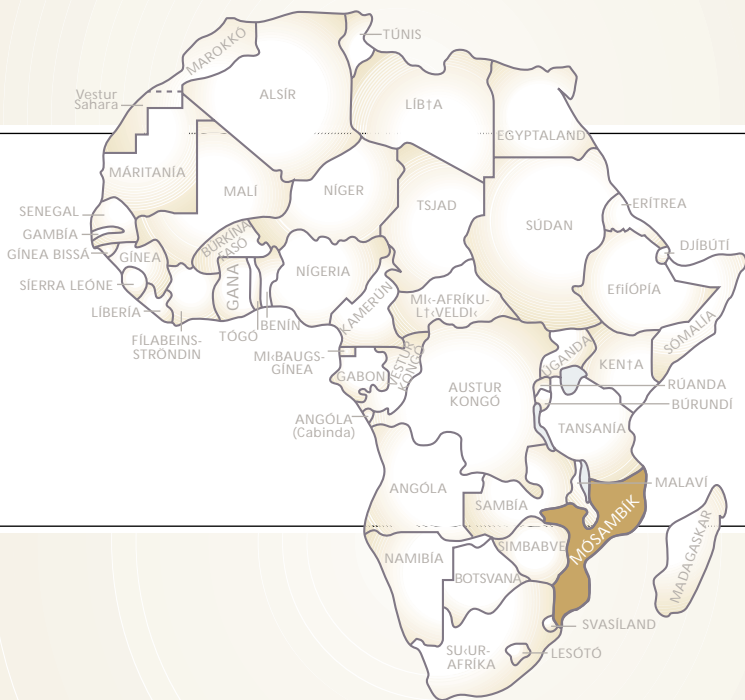 TÚNIS
MAROKKÓ
ALSÍR
Vestur
Sahara
LÍB†A
EGYPTALAND
MÁRITANÍA
MALÍ
NÍGER
TSJAD
SÚDAN
ERÍTREA
SENEGAL
GAMBÍA
GÍNEA BISSÁ
GÍNEA
BÚRKÍNA
FASÓ
DJÍBÚTÍ
SÍERRA LEÓNE
LÍBERÍA
FÍLABEINS-
STRÖNDIN
GANA
TÓGÓ
BENÍN
NÍGERIA
KAMERÚN
MI‹-AFRÍKU-
L†‹VELDI‹
EfiÍÓPÍA
SÓMALÍA
MI‹BAUGS-
GÍNEA
GABON
VESTUR
KONGÓ
AUSTUR
KONGÓ
ÚGANDA
KEN†A
RÚANDA
BÚRUNDÍ
TANSANÍA
ANGÓLA
(Cabinda)
ANGÓLA
SAMBÍA
MALAVÍ
MÓSAMBÍK
MADAGASKAR
NAMIBÍA
SIMBABVE
BOTSVANA
SVASÍLAND
SU‹UR-
AFRÍKA
LESÓTÓ